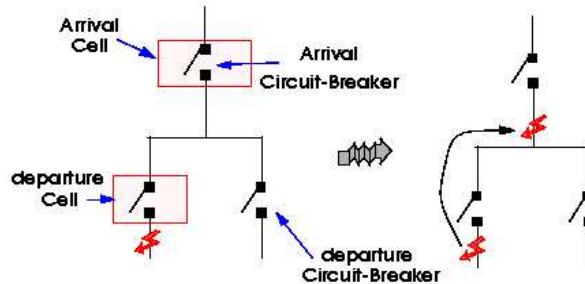 Arrival
Cell
Arrival
Circuit-Breaker
departure
Cell
departure
Circuit-Breaker